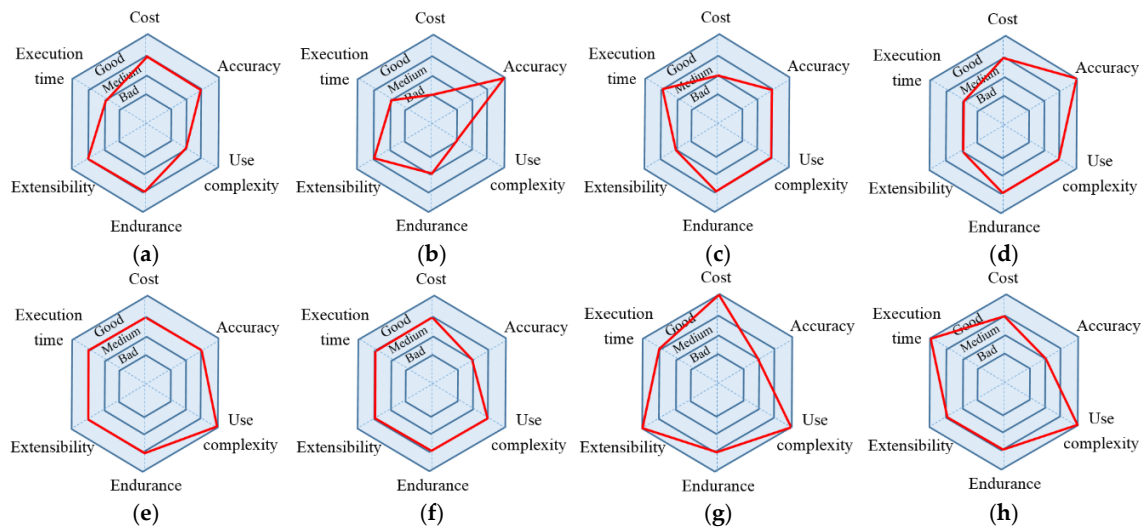 Cost
Execution
time
Good
Medium
Bad
Accuracy
Use
complexity
Extensibility
Endurance
(a)
Cost
Execution
time
Good
Medium
Bad
Accuracy
Use
complexity
Extensibility
Endurance
(b)
Cost
Execution
time
Good
Medium
Bad
Accuracy
Use
complexity
Extensibility
Endurance
(c)
Cost
Execution
time
Good
Medium
Bad
Accuracy
Use
complexity
Extensibility
Endurance
(d)
Cost
Execution
time
Good
Medium
Bad
Accuracy
Use
complexity
Extensibility
Endurance
(e)
Cost
Execution
time
Good
Medium
Bad
Accuracy
Use
complexity
Extensibility
Endurance
(f)
Cost
Execution
time
Good
Medium
Bad
Accuracy
Use
complexity
Extensibility
Endurance
(g)
Cost
Execution
time
Good
Medium
Bad
Accuracy
Use
complexity
Extensibility
Endurance
(h)